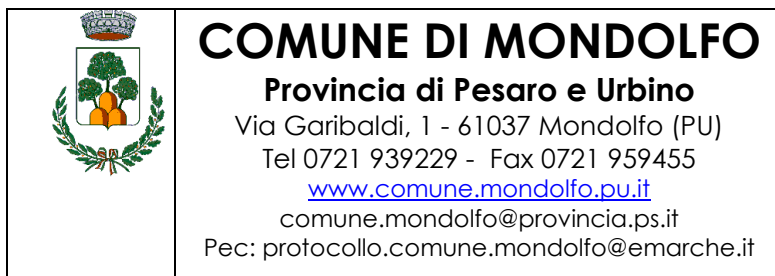 COMUNE DI MONDOLFO
Provincia di Pesaro e Urbino
Via Garibaldi, 1 - 61037 Mondolfo (PU)
Tel 0721 939229 - Fax 0721 959455
www.comune.mondolfo.pu.it
comune.mondolfo@provincia.ps.it
Pec: protocollo.comune.mondolfo@emarche.it